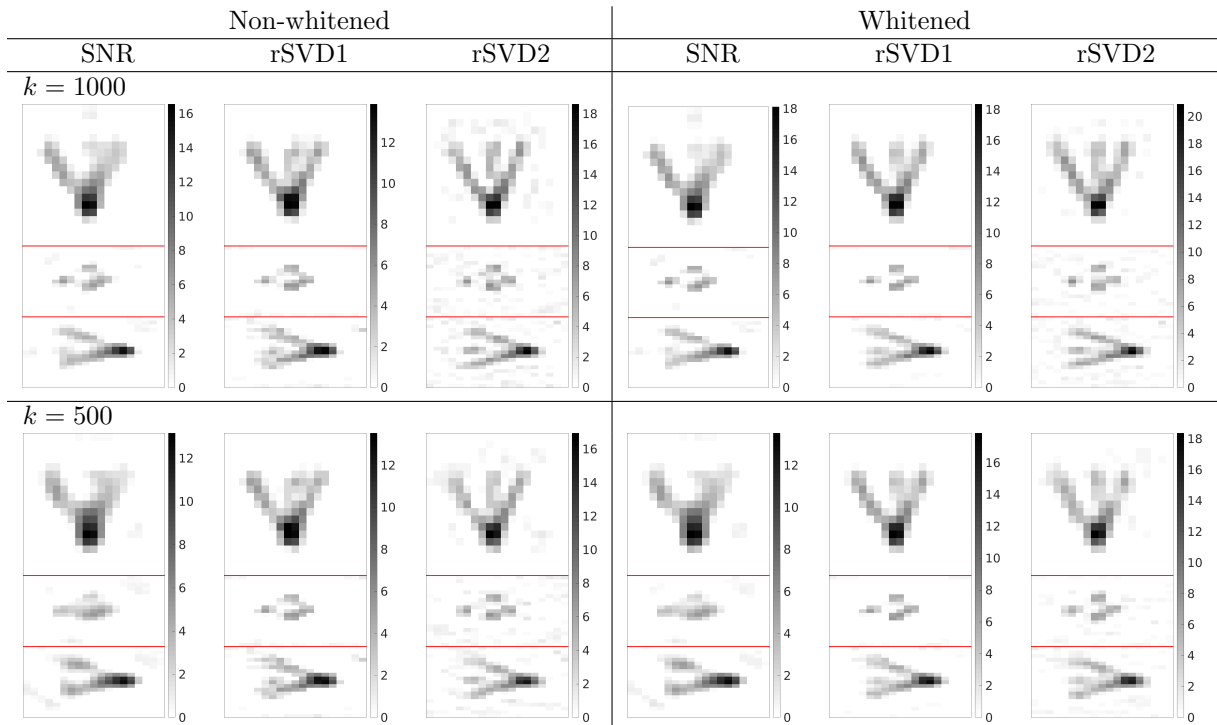 Non-whitened Whitened
SNR rSVD1 rSVD2 SNR rSVD1 rSVD2
k = 1000
16 14 12 10 8 6 4 2 0
12 10 8 6 4 2 0
18 16 14 12 10 8 6 4 2 0
18 16 14 12 10 8 6 4 2 0
18 16 14 12 10 8 6 4 2 0
20 18 16 14 12 10 8 6 4 2 0
k = 500
12 10 8 6 4 2 0
12 10 8 6 4 2 0
16 14 12 10 8 6 4 2 0
12 10 8 6 4 2 0
16 14 12 10 8 6 4 2 0
18 16 14 12 10 8 6 4 2 0